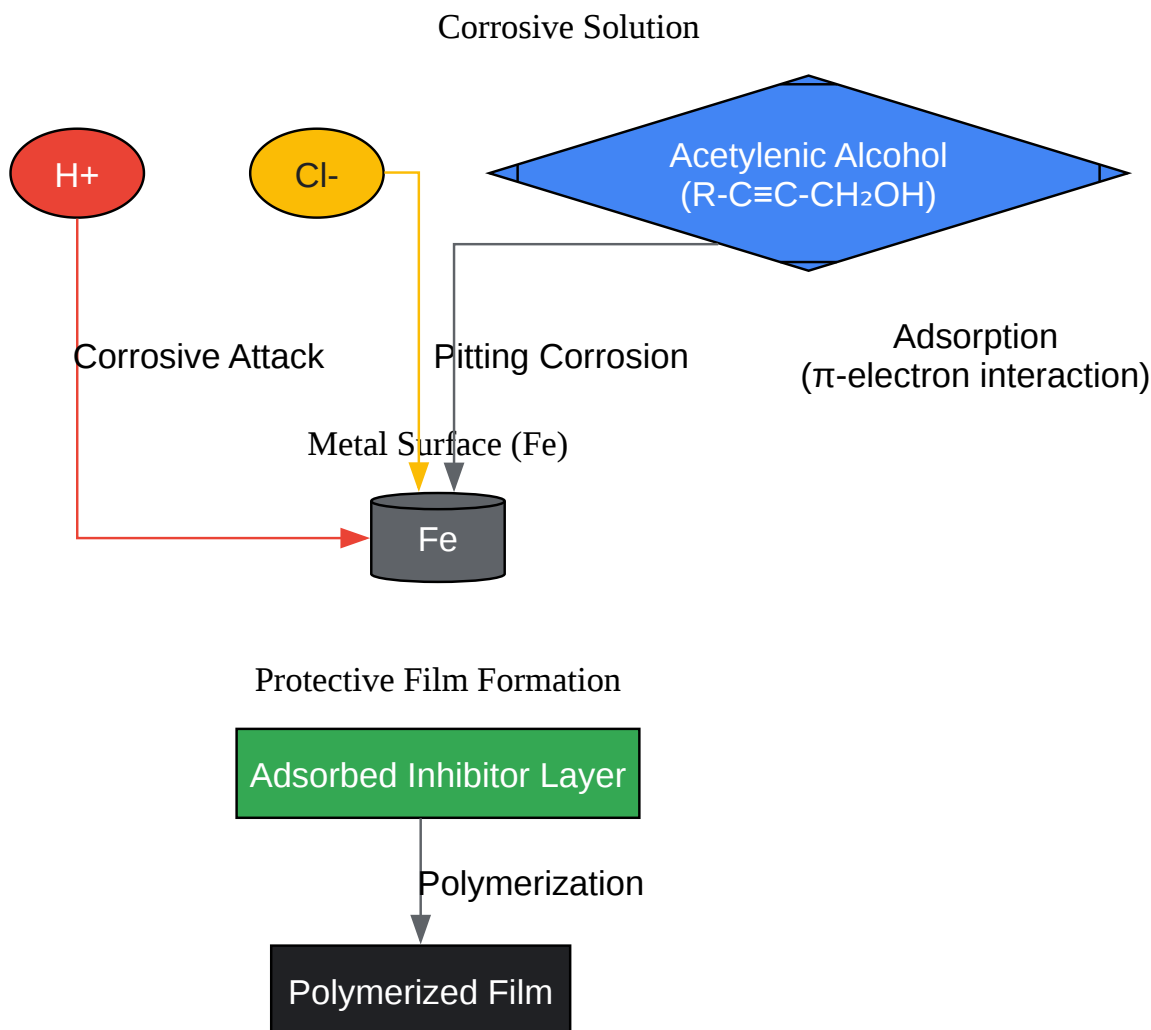 Corrosive Solution
H+
Cl-
Acetylenic Alcohol
(R-C≡C-CH₂OH)
Corrosive Attack
Pitting Corrosion
Adsorption
(π-electron interaction)
Metal Surface (Fe)
Fe
Protective Film Formation
Adsorbed Inhibitor Layer
Polymerization
Polymerized Film